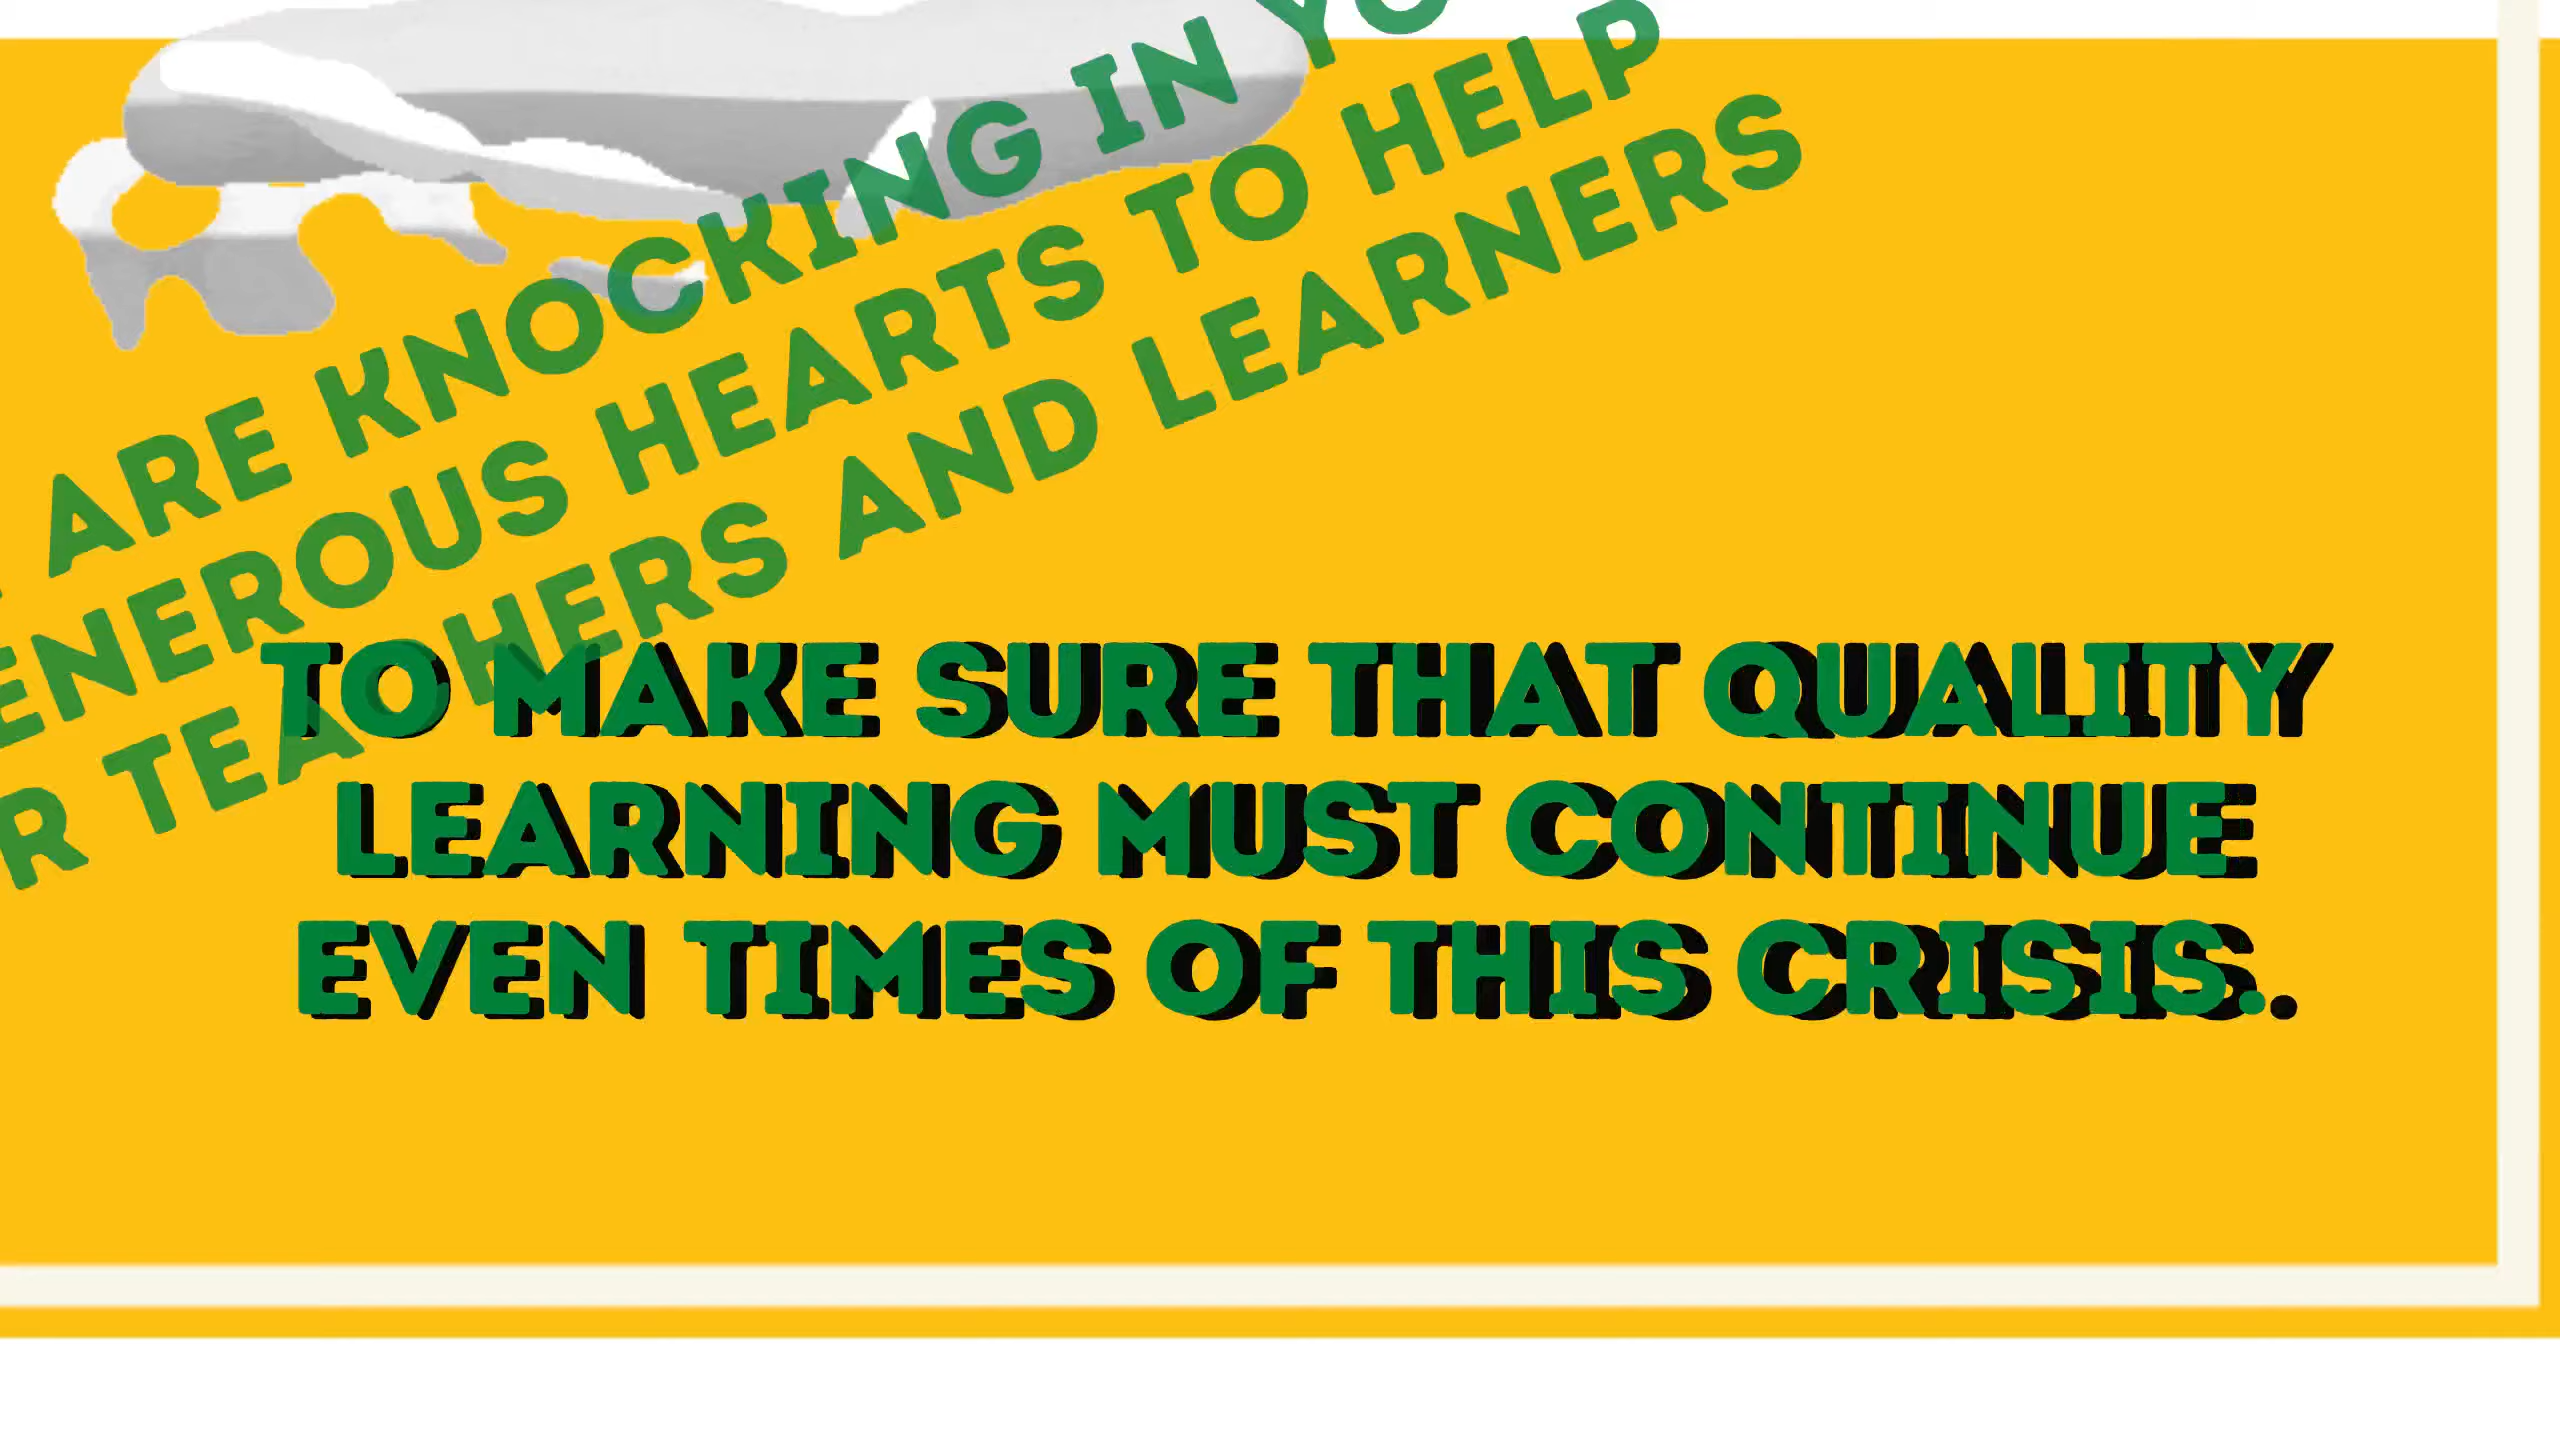 ARE KNOCKING IN YO
ENEROUS HEARTS TO HELP
R TEACHERS AND LEARNERS
TO MAKE SURE THAT QUALITY
LEARNING MUST CONTINUE
EVEN TIMES OF THIS CRISIS.